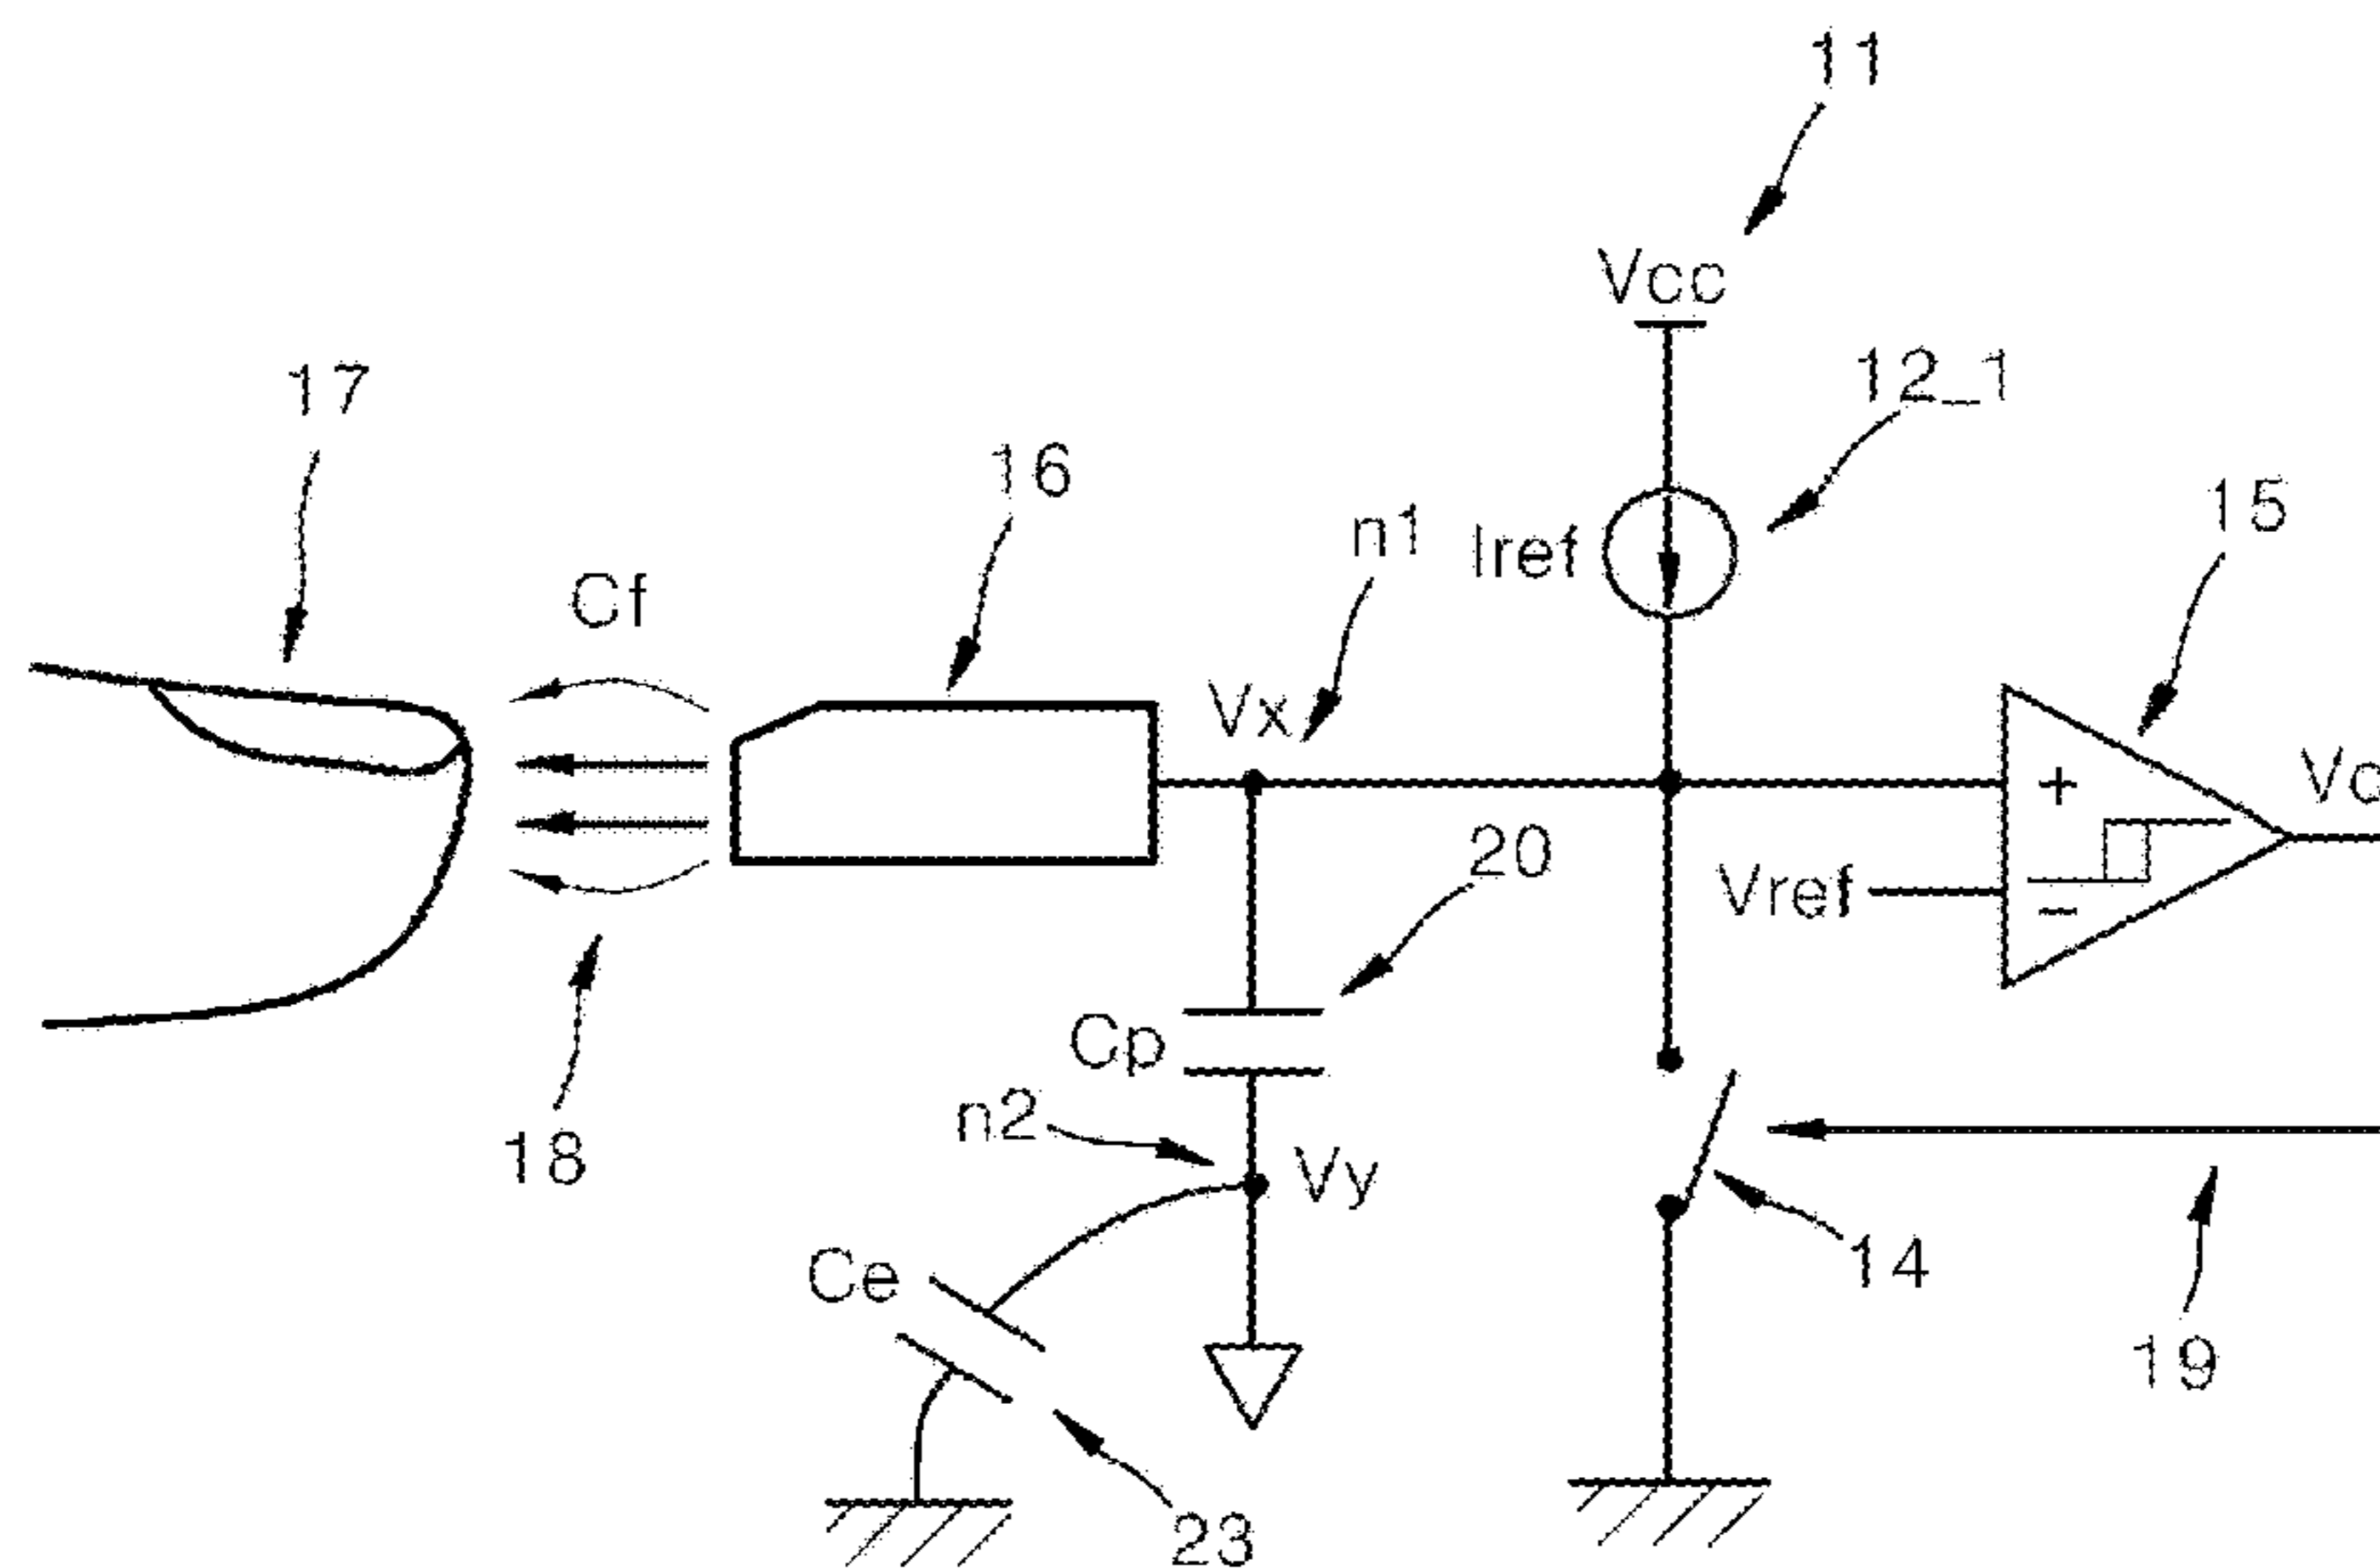 11
Vcc
12_1
17
16
n1
Iref
15
Cf
Vx
+
20
Vref
−
Cp
n2
18
Vy
Ce
14
19
23